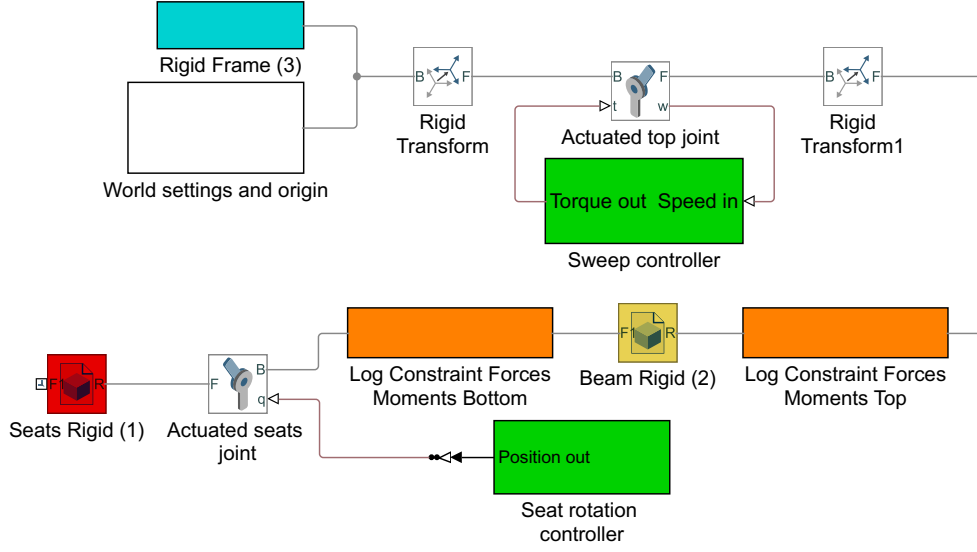 Rigid Frame (3)
World settings and origin
B F
Rigid
Transform
B F
t w
Actuated top joint
B F
Rigid
Transform1
Torque out Speed in
Sweep controller
F1 R
Seats Rigid (1)
F B
q
Actuated seats
joint
Log Constraint Forces
Moments Bottom
F1 R
Beam Rigid (2)
Log Constraint Forces
Moments Top
Position out
Seat rotation
controller